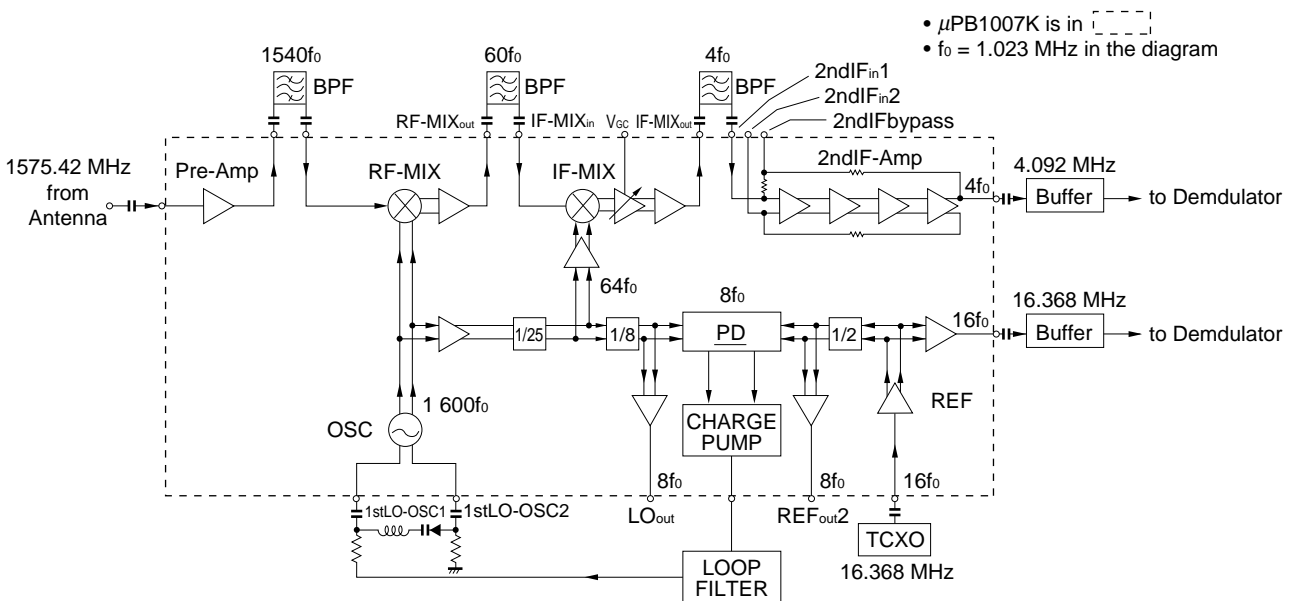 • μPB1007K is in
• f0 = 1.023 MHz in the diagram
1540f0
BPF
60f0
BPF
4f0
BPF
2ndIFin1
2ndIFin2
2ndIFbypass
RF-MIXout
IF-MIXin
VGC
IF-MIXout
1575.42 MHz
from
Antenna
Pre-Amp
RF-MIX
IF-MIX
2ndIF-Amp
4f0
4.092 MHz
Buffer
to Demdulator
64f0
8f0
1/25
1/8
PD
1/2
16f0
16.368 MHz
Buffer
to Demdulator
1 600f0
OSC
CHARGE
PUMP
REF
8f0
8f0
16f0
1stLO-OSC1
1stLO-OSC2
LOout
REFout2
TCXO
16.368 MHz
LOOP
FILTER